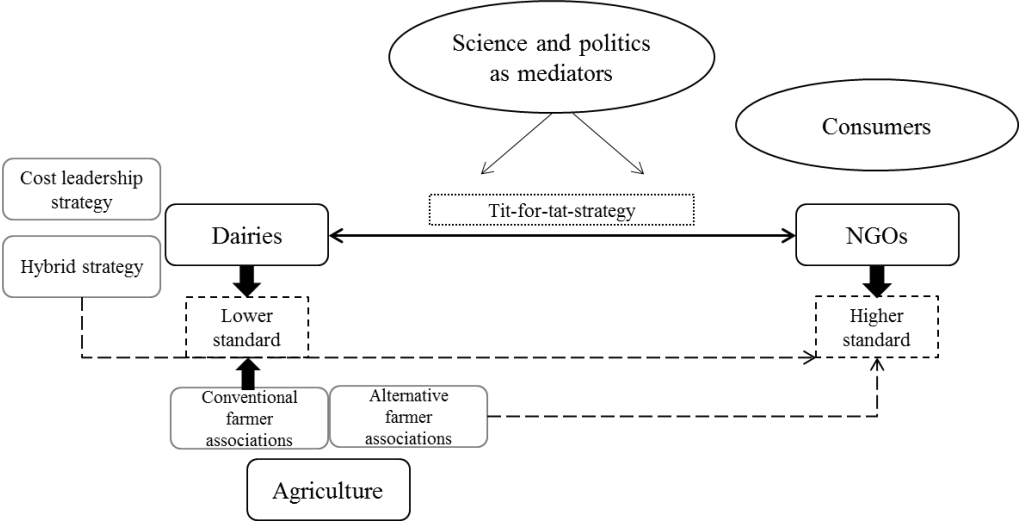 Science and politics
as mediators
Consumers
Cost leadership
strategy
Tit-for-tat-strategy
Dairies
NGOs
Hybrid strategy
Lower
standard
Higher
standard
Conventional
farmer
associations
Alternative
farmer
associations
Agriculture